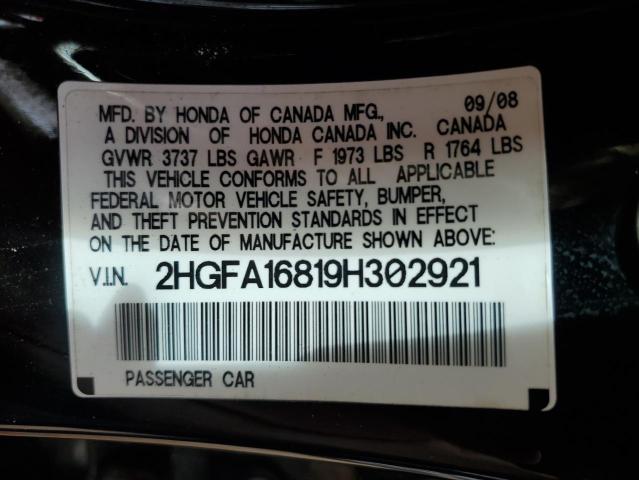 MFD. BY HONDA OF CANADA MFG., 09/08
A DIVISION OF HONDA CANADA INC. CANADA
GVWR 3737 LBS GAWR F 1973 LBS R 1764 LBS
THIS VEHICLE CONFORMS TO ALL APPLICABLE
FEDERAL MOTOR VEHICLE SAFETY, BUMPER,
AND THEFT PREVENTION STANDARDS IN EFFECT
ON THE DATE OF MANUFACTURE SHOWN ABOVE:
V.I.N. 2HGFA16819H302921
PASSENGER CAR